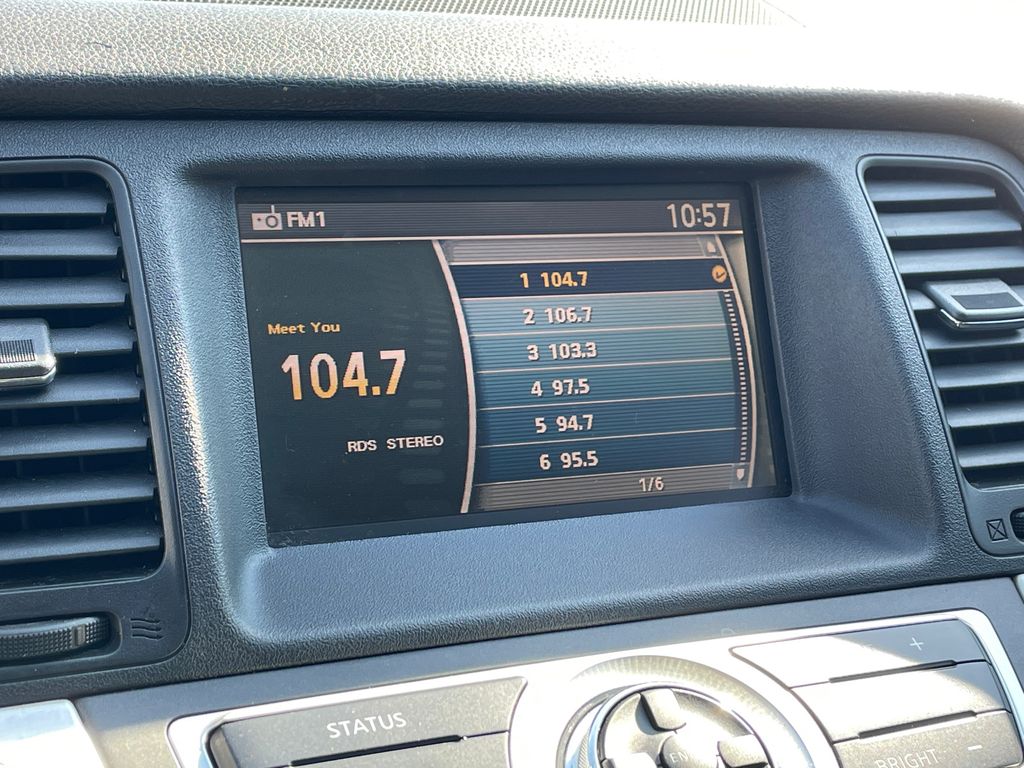 FM1 10:57
1 104.7
2 106.7
Meet You
3 103.3
104.7
4 97.5
5 94.7
RDS STEREO
6 95.5
1/6
STATUS
+
EN
BRIGHT −